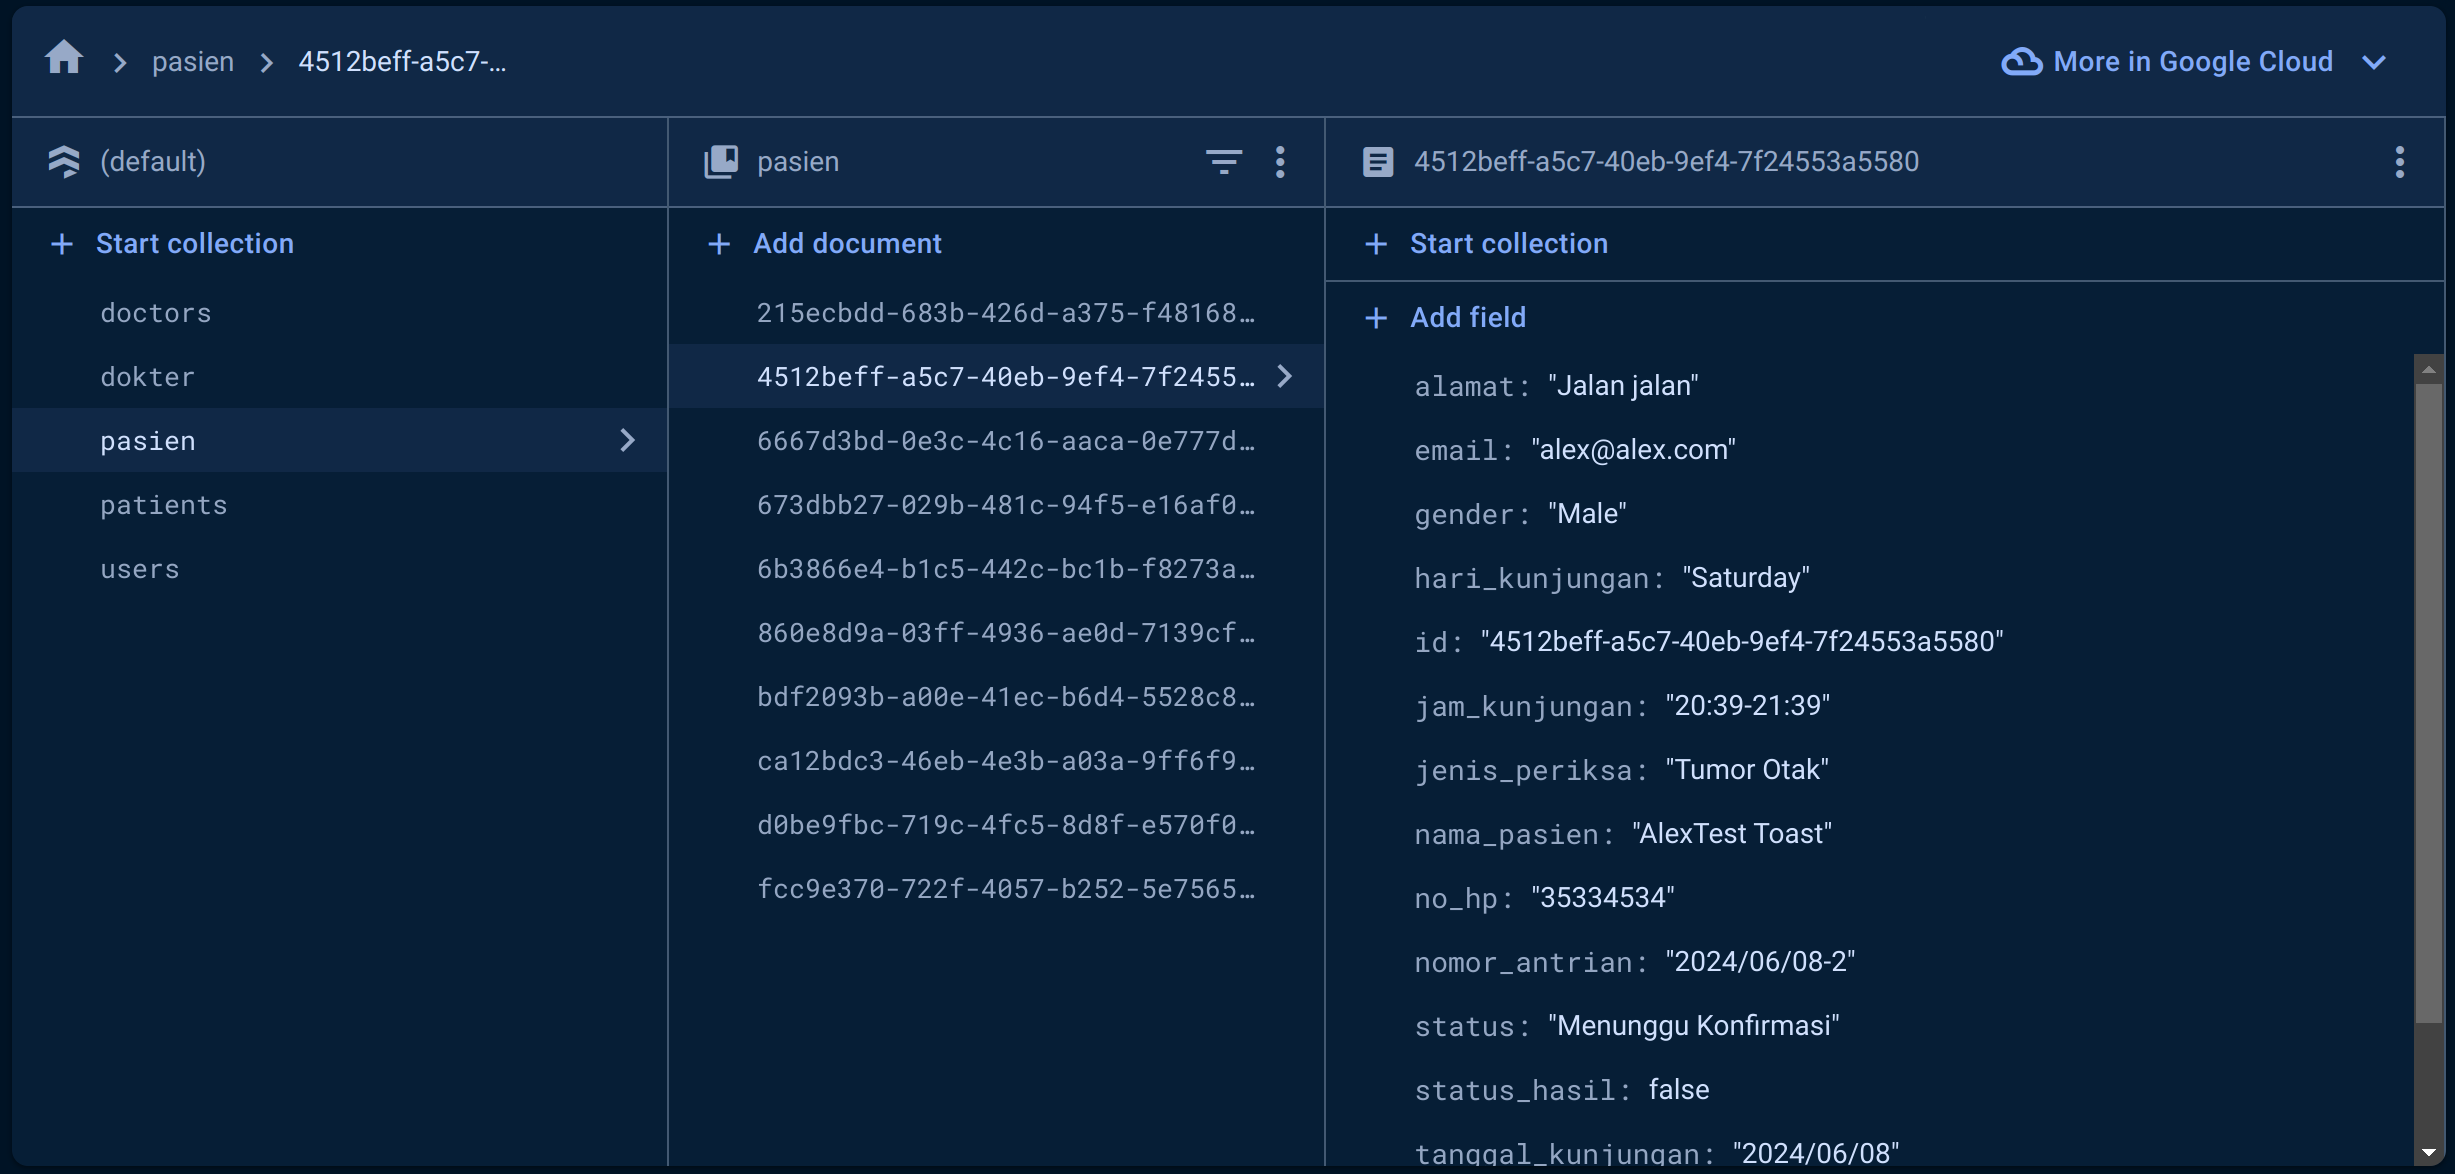 pasien
4512beff-a5c7-...
More in Google Cloud
(default)
pasien
4512beff-a5c7-40eb-9ef4-7f24553a5580
Start collection
doctors
dokter
pasien
patients
users
Add document
215ecbdd-683b-426d-a375-f48168…
4512beff-a5c7-40eb-9ef4-7f2455…
6667d3bd-0e3c-4c16-aaca-0e777d…
673dbb27-029b-481c-94f5-e16af0…
6b3866e4-b1c5-442c-bc1b-f8273a…
860e8d9a-03ff-4936-ae0d-7139cf…
bdf2093b-a00e-41ec-b6d4-5528c8…
ca12bdc3-46eb-4e3b-a03a-9ff6f9…
d0be9fbc-719c-4fc5-8d8f-e570f0…
fcc9e370-722f-4057-b252-5e7565…
Start collection
Add field
alamat: "Jalan jalan"
email: "alex@alex.com"
gender: "Male"
hari_kunjungan: "Saturday"
id: "4512beff-a5c7-40eb-9ef4-7f24553a5580"
jam_kunjungan: "20:39-21:39"
jenis_periksa: "Tumor Otak"
nama_pasien: "AlexTest Toast"
no_hp: "35334534"
nomor_antrian: "2024/06/08-2"
status: "Menunggu Konfirmasi"
status_hasil: false
tanggal_kunjungan: "2024/06/08"